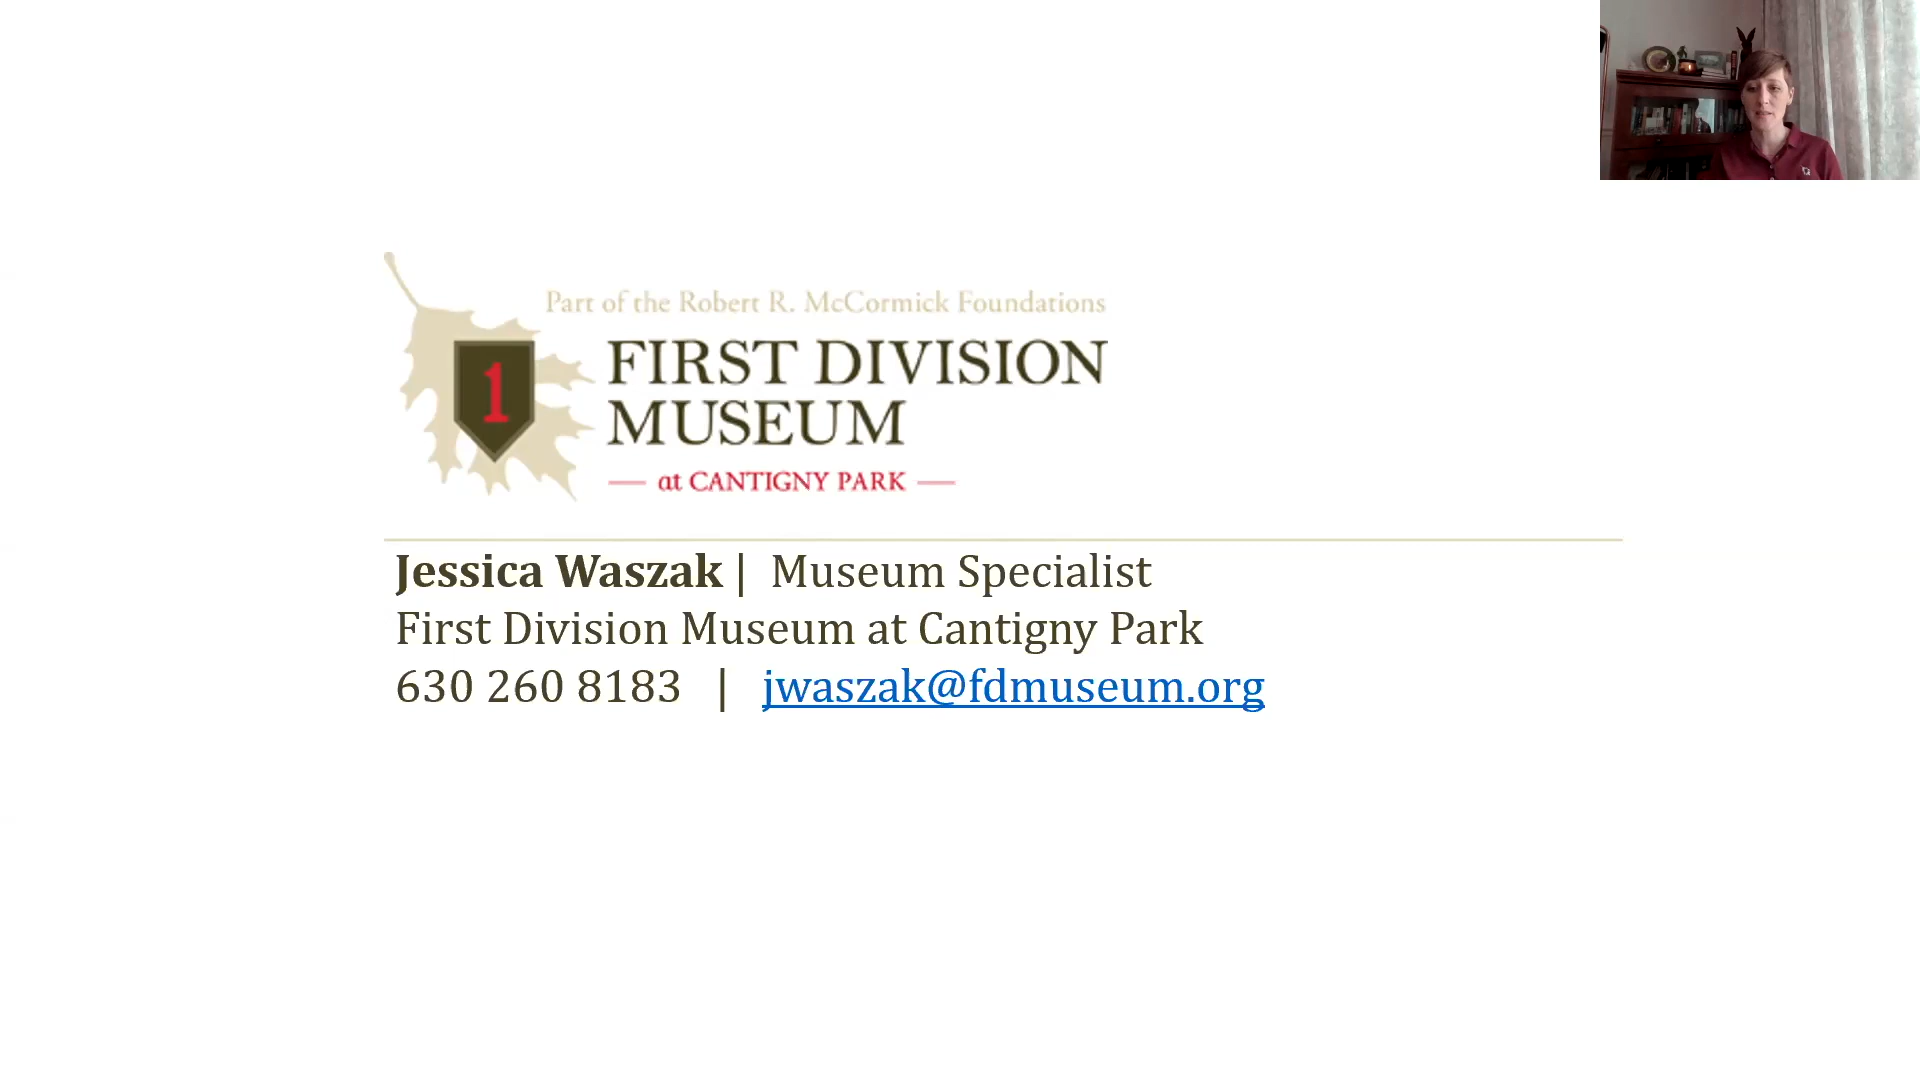 Part of the Robert R. McCormick Foundations
1
FIRST DIVISION
MUSEUM
at CANTIGNY PARK
Jessica Waszak | Museum Specialist
First Division Museum at Cantigny Park
630 260 8183 | jwaszak@fdmuseum.org